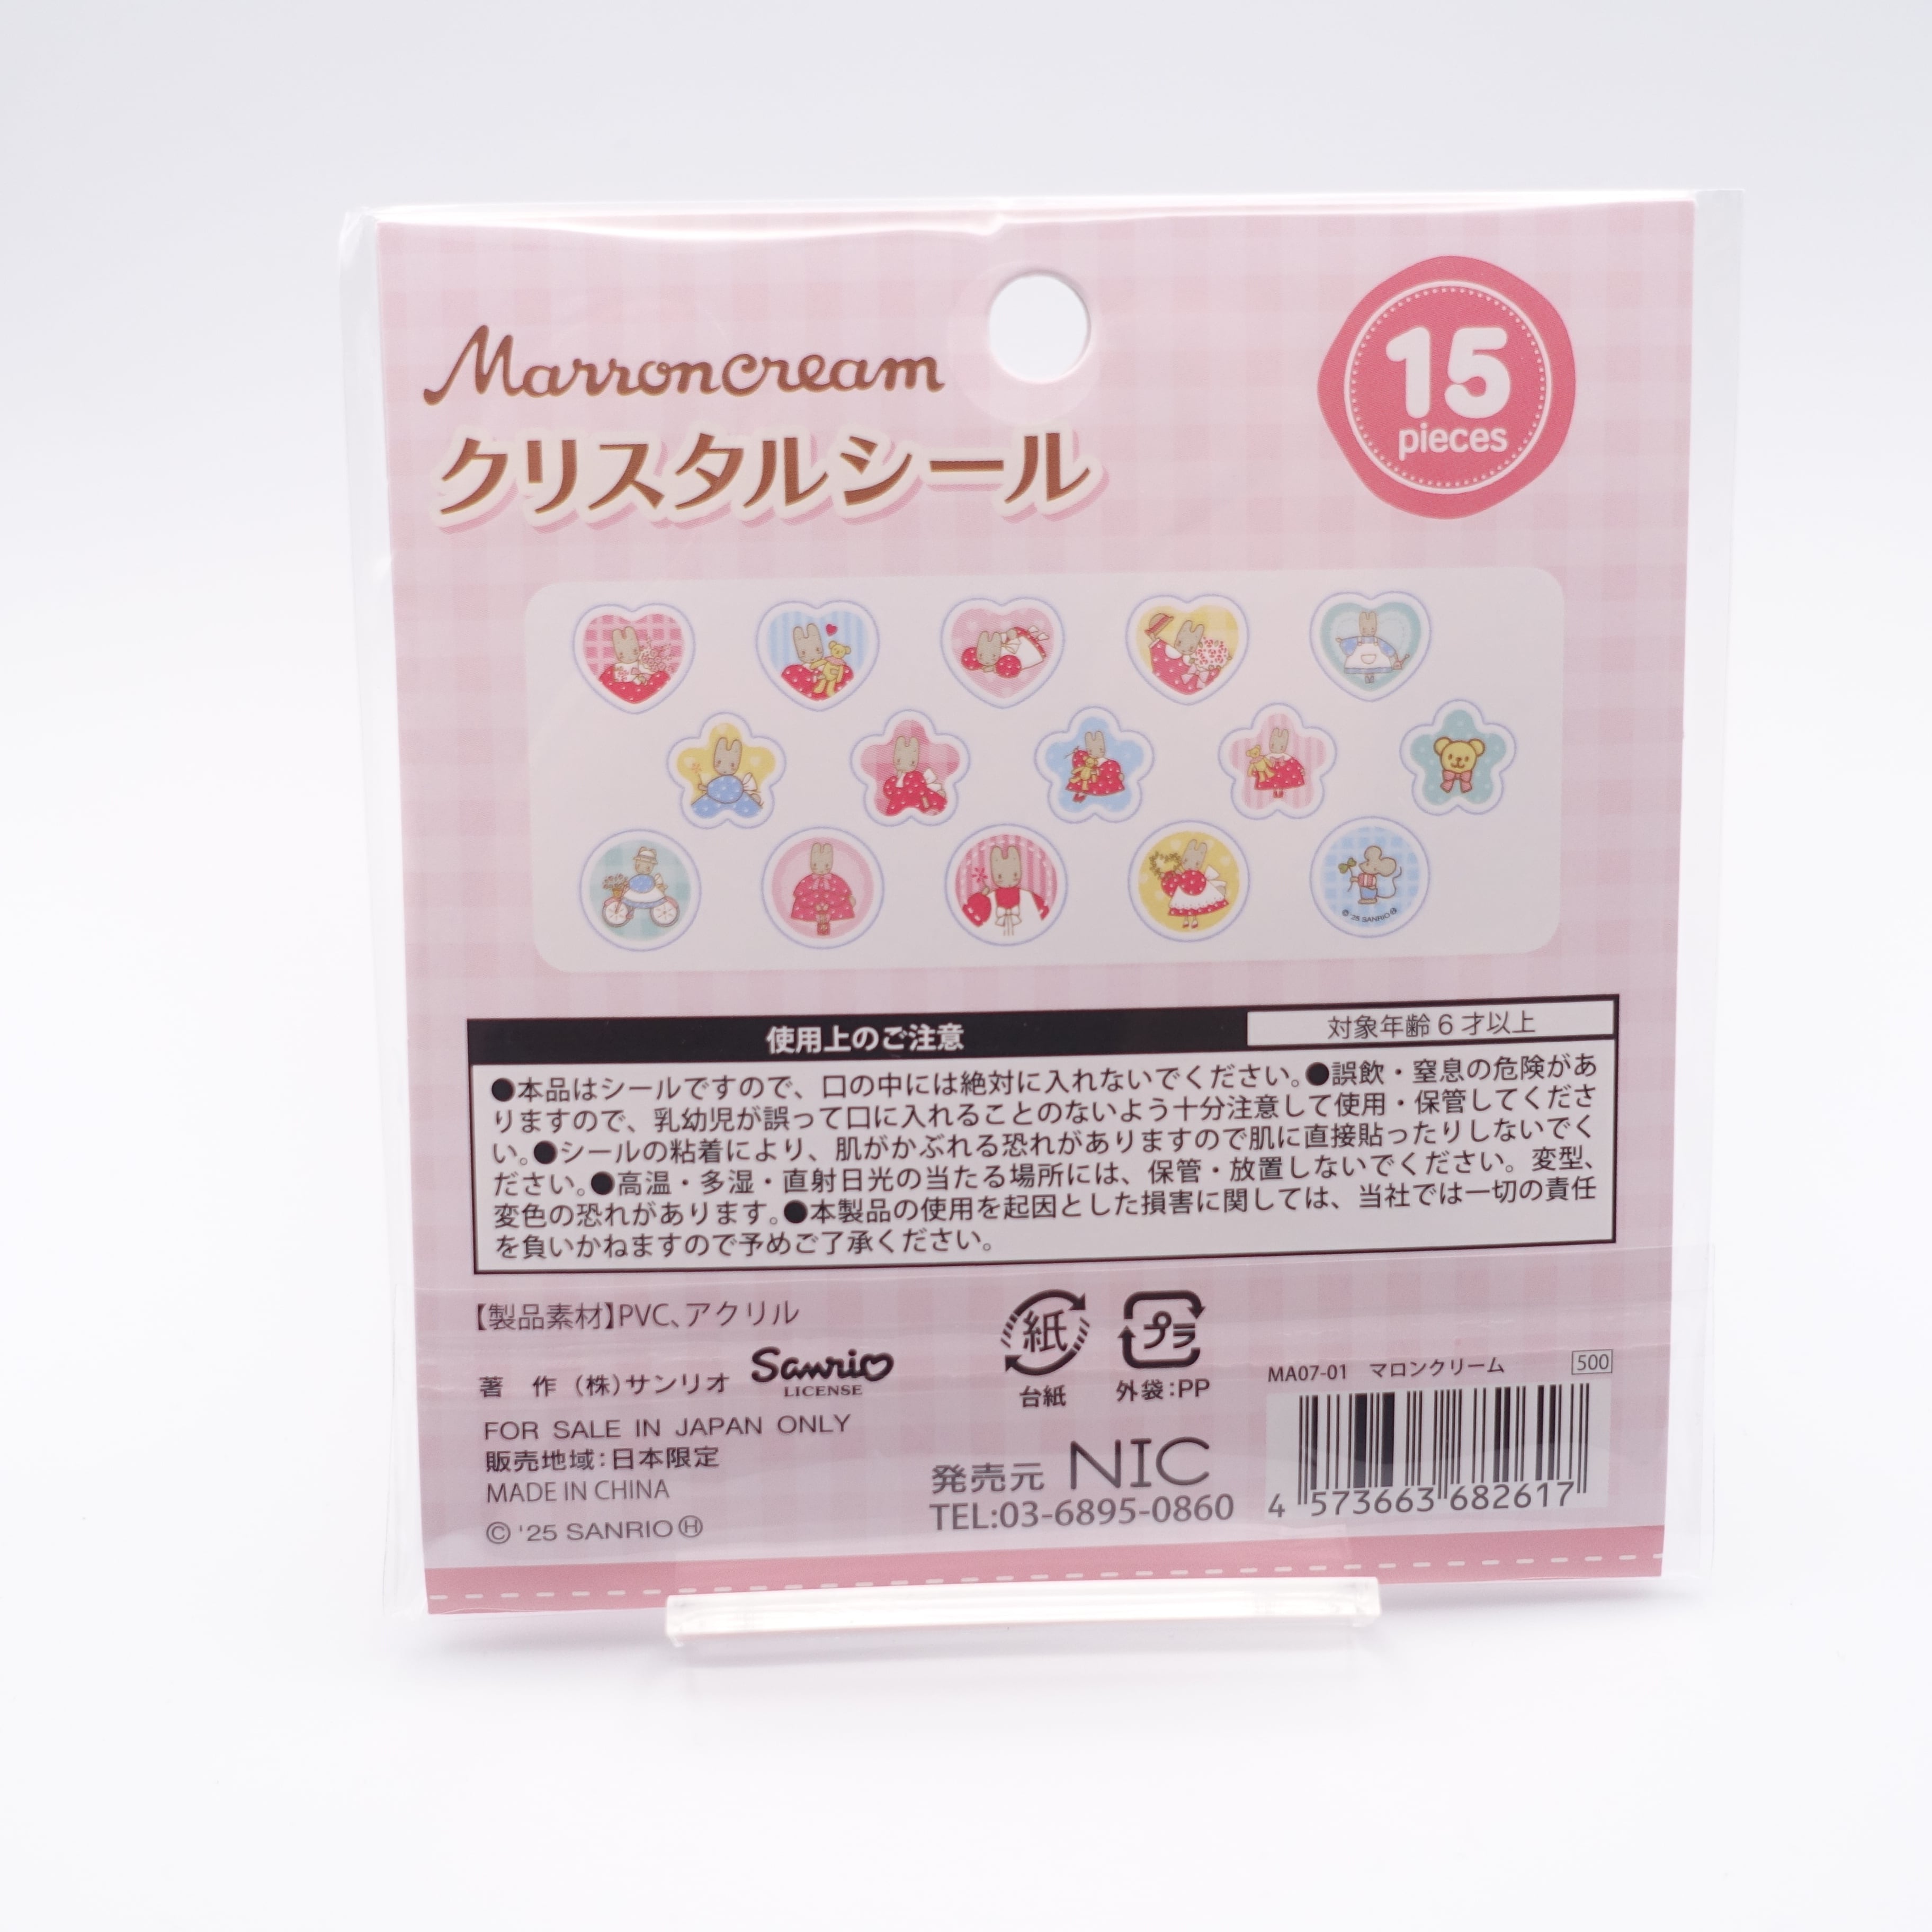 Marroncream
クリスタルシール
15
pieces
© '25 SANRIO Ⓗ
使用上のご注意
対象年齢6才以上
●本品はシールですので、口の中には絶対に入れないでください。●誤飲・窒息の危険があ
りますので、乳幼児が誤って口に入れることのないよう十分注意して使用・保管してくださ
い。●シールの粘着により、肌がかぶれる恐れがありますので肌に直接貼ったりしないでく
ださい。●高温・多湿・直射日光の当たる場所には、保管・放置しないでください。変型、
変色の恐れがあります。●本製品の使用を起因とした損害に関しては、当社では一切の責任
を負いかねますので予めご了承ください。
【製品素材】PVC、アクリル
著 作 (株)サンリオ
Sanrio
LICENSE
FOR SALE IN JAPAN ONLY
販売地域:日本限定
MADE IN CHINA
© '25 SANRIO Ⓗ
紙
台紙
プラ
外袋:PP
発売元 NIC
TEL:03-6895-0860
MA07-01 マロンクリーム
500
4 573663 682617